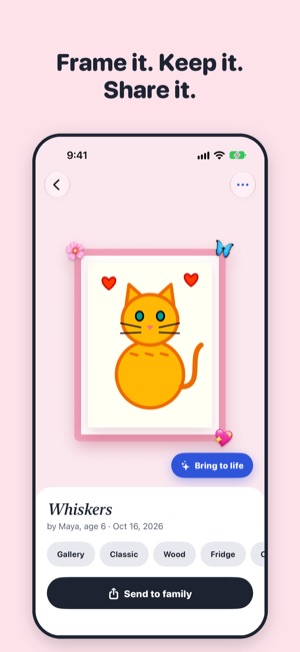 Frame it. Keep it.
Share it.
9:41
Bring to life
Whiskers
by Maya, age 6 · Oct 16, 2026
Gallery Classic Wood Fridge
Send to family